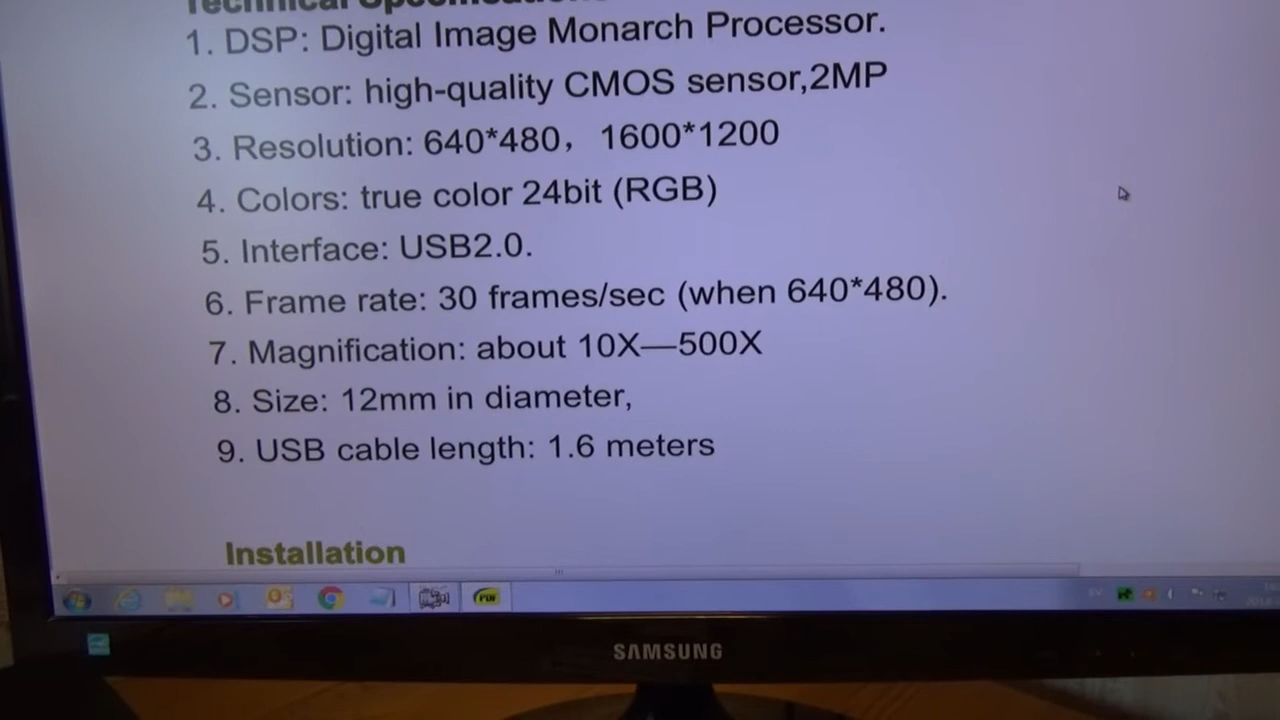 Technical Specifications
1. DSP: Digital Image Monarch Processor.
2. Sensor: high-quality CMOS sensor,2MP
3. Resolution: 640*480，1600*1200
4. Colors: true color 24bit (RGB)
5. Interface: USB2.0.
6. Frame rate: 30 frames/sec (when 640*480).
7. Magnification: about 10X—500X
8. Size: 12mm in diameter,
9. USB cable length: 1.6 meters
Installation
PDF
SAMSUNG